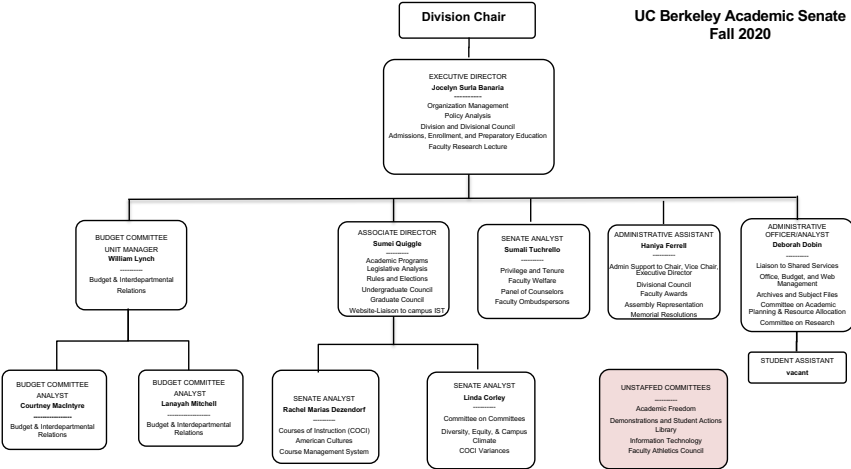 Division Chair
UC Berkeley Academic Senate
Fall 2020
EXECUTIVE DIRECTOR
Jocelyn Surla Banaria
-----------
Organization Management
Policy Analysis
Division and Divisional Council
Admissions, Enrollment, and Preparatory Education
Faculty Research Lecture
BUDGET COMMITTEE
UNIT MANAGER
William Lynch
----------
Budget & Interdepartmental
Relations
ASSOCIATE DIRECTOR
Sumei Quiggle
----------
Academic Programs
Legislative Analysis
Rules and Elections
Undergraduate Council
Graduate Council
Website-Liaison to campus IST
SENATE ANALYST
Sumali Tuchrello
----------
Privilege and Tenure
Faculty Welfare
Panel of Counselors
Faculty Ombudspersons
ADMINISTRATIVE ASSISTANT
Haniya Ferrell
----------
Admin Support to Chair, Vice Chair,
Executive Director
Divisional Council
Faculty Awards
Assembly Representation
Memorial Resolutions
ADMINISTRATIVE
OFFICER/ANALYST
Deborah Dobin
----------
Liaison to Shared Services
Office, Budget, and Web
Management
Archives and Subject Files
Committee on Academic
Planning & Resource Allocation
Committee on Research
STUDENT ASSISTANT
vacant
BUDGET COMMITTEE
ANALYST
Courtney MacIntyre
-----------------
Budget & Interdepartmental
Relations
BUDGET COMMITTEE
ANALYST
Lanayah Mitchell
-------------------
Budget & Interdepartmental
Relations
SENATE ANALYST
Rachel Marias Dezendorf
----------
Courses of Instruction (COCI)
American Cultures
Course Management System
SENATE ANALYST
Linda Corley
----------
Committee on Committees
Diversity, Equity, & Campus
Climate
COCI Variances
UNSTAFFED COMMITTEES
----------
Academic Freedom
Demonstrations and Student Actions
Library
Information Technology
Faculty Athletics Council